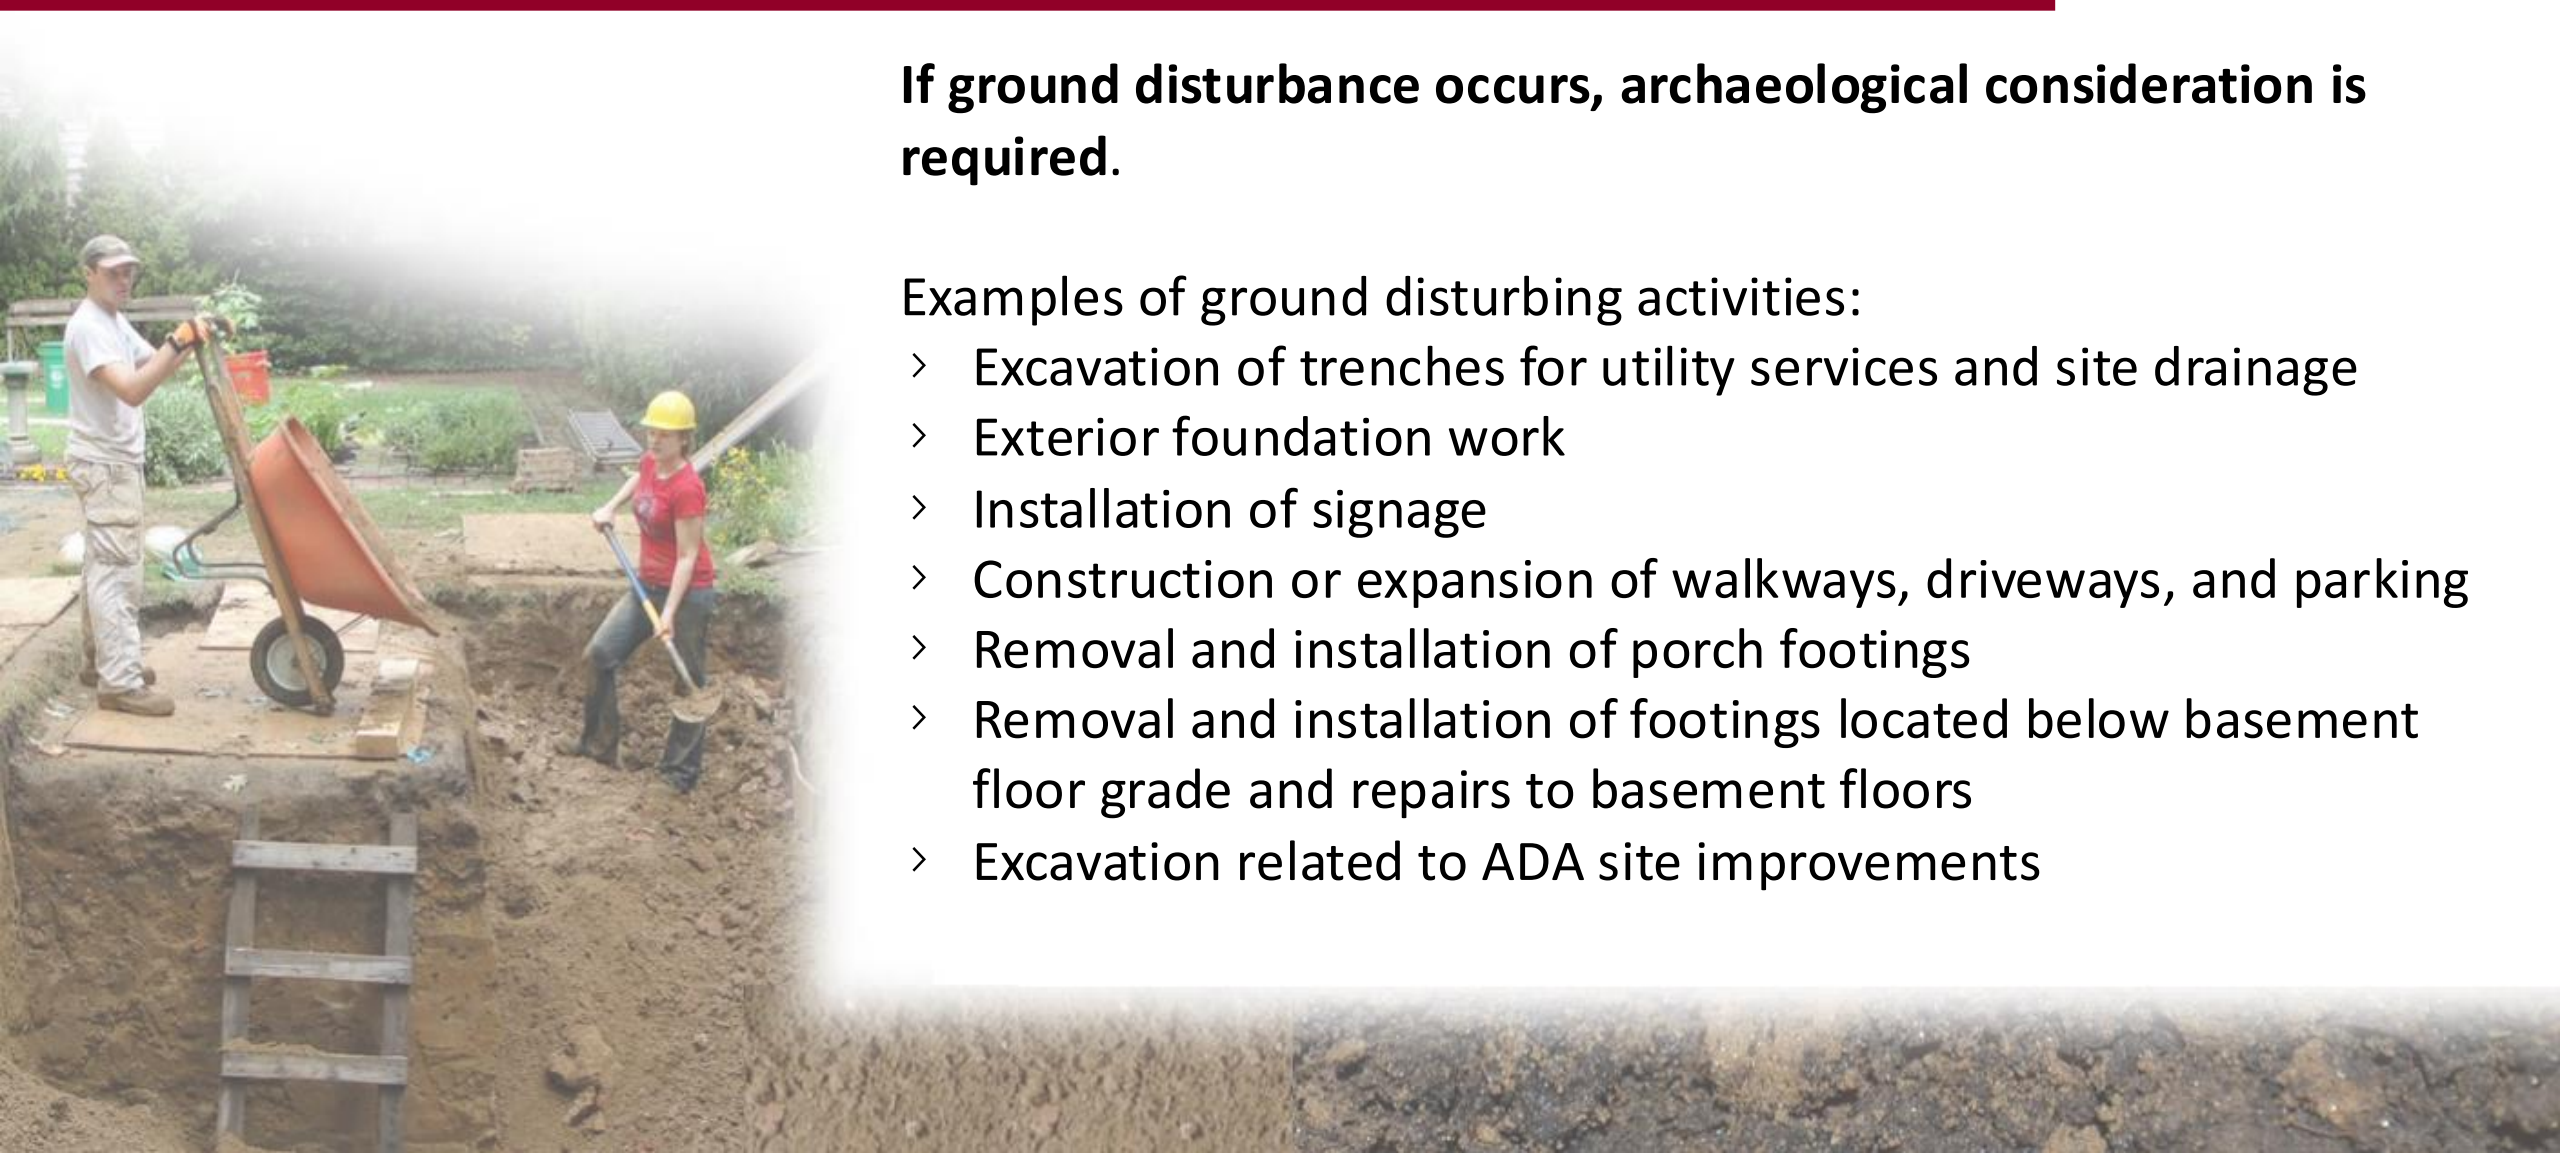 If ground disturbance occurs, archaeological consideration is
required.
Examples of ground disturbing activities:
› Excavation of trenches for utility services and site drainage
› Exterior foundation work
› Installation of signage
› Construction or expansion of walkways, driveways, and parking
› Removal and installation of porch footings
› Removal and installation of footings located below basement
floor grade and repairs to basement floors
› Excavation related to ADA site improvements